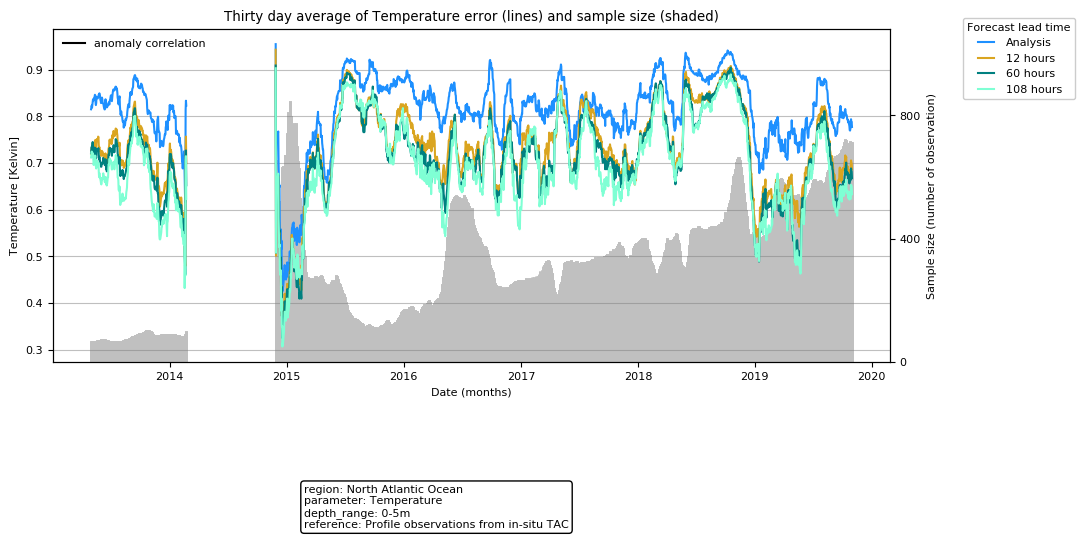 Thirty day average of Temperature error (lines) and sample size (shaded)
anomaly correlation
Forecast lead time
Analysis
12 hours
60 hours
108 hours
Temperature [Kelvin]
0.9
0.8
0.7
0.6
0.5
0.4
0.3
800
400
0
Sample size (number of observation)
2014 2015 2016 2017 2018 2019 2020
Date (months)
region: North Atlantic Ocean
parameter: Temperature
depth_range: 0-5m
reference: Profile observations from in-situ TAC